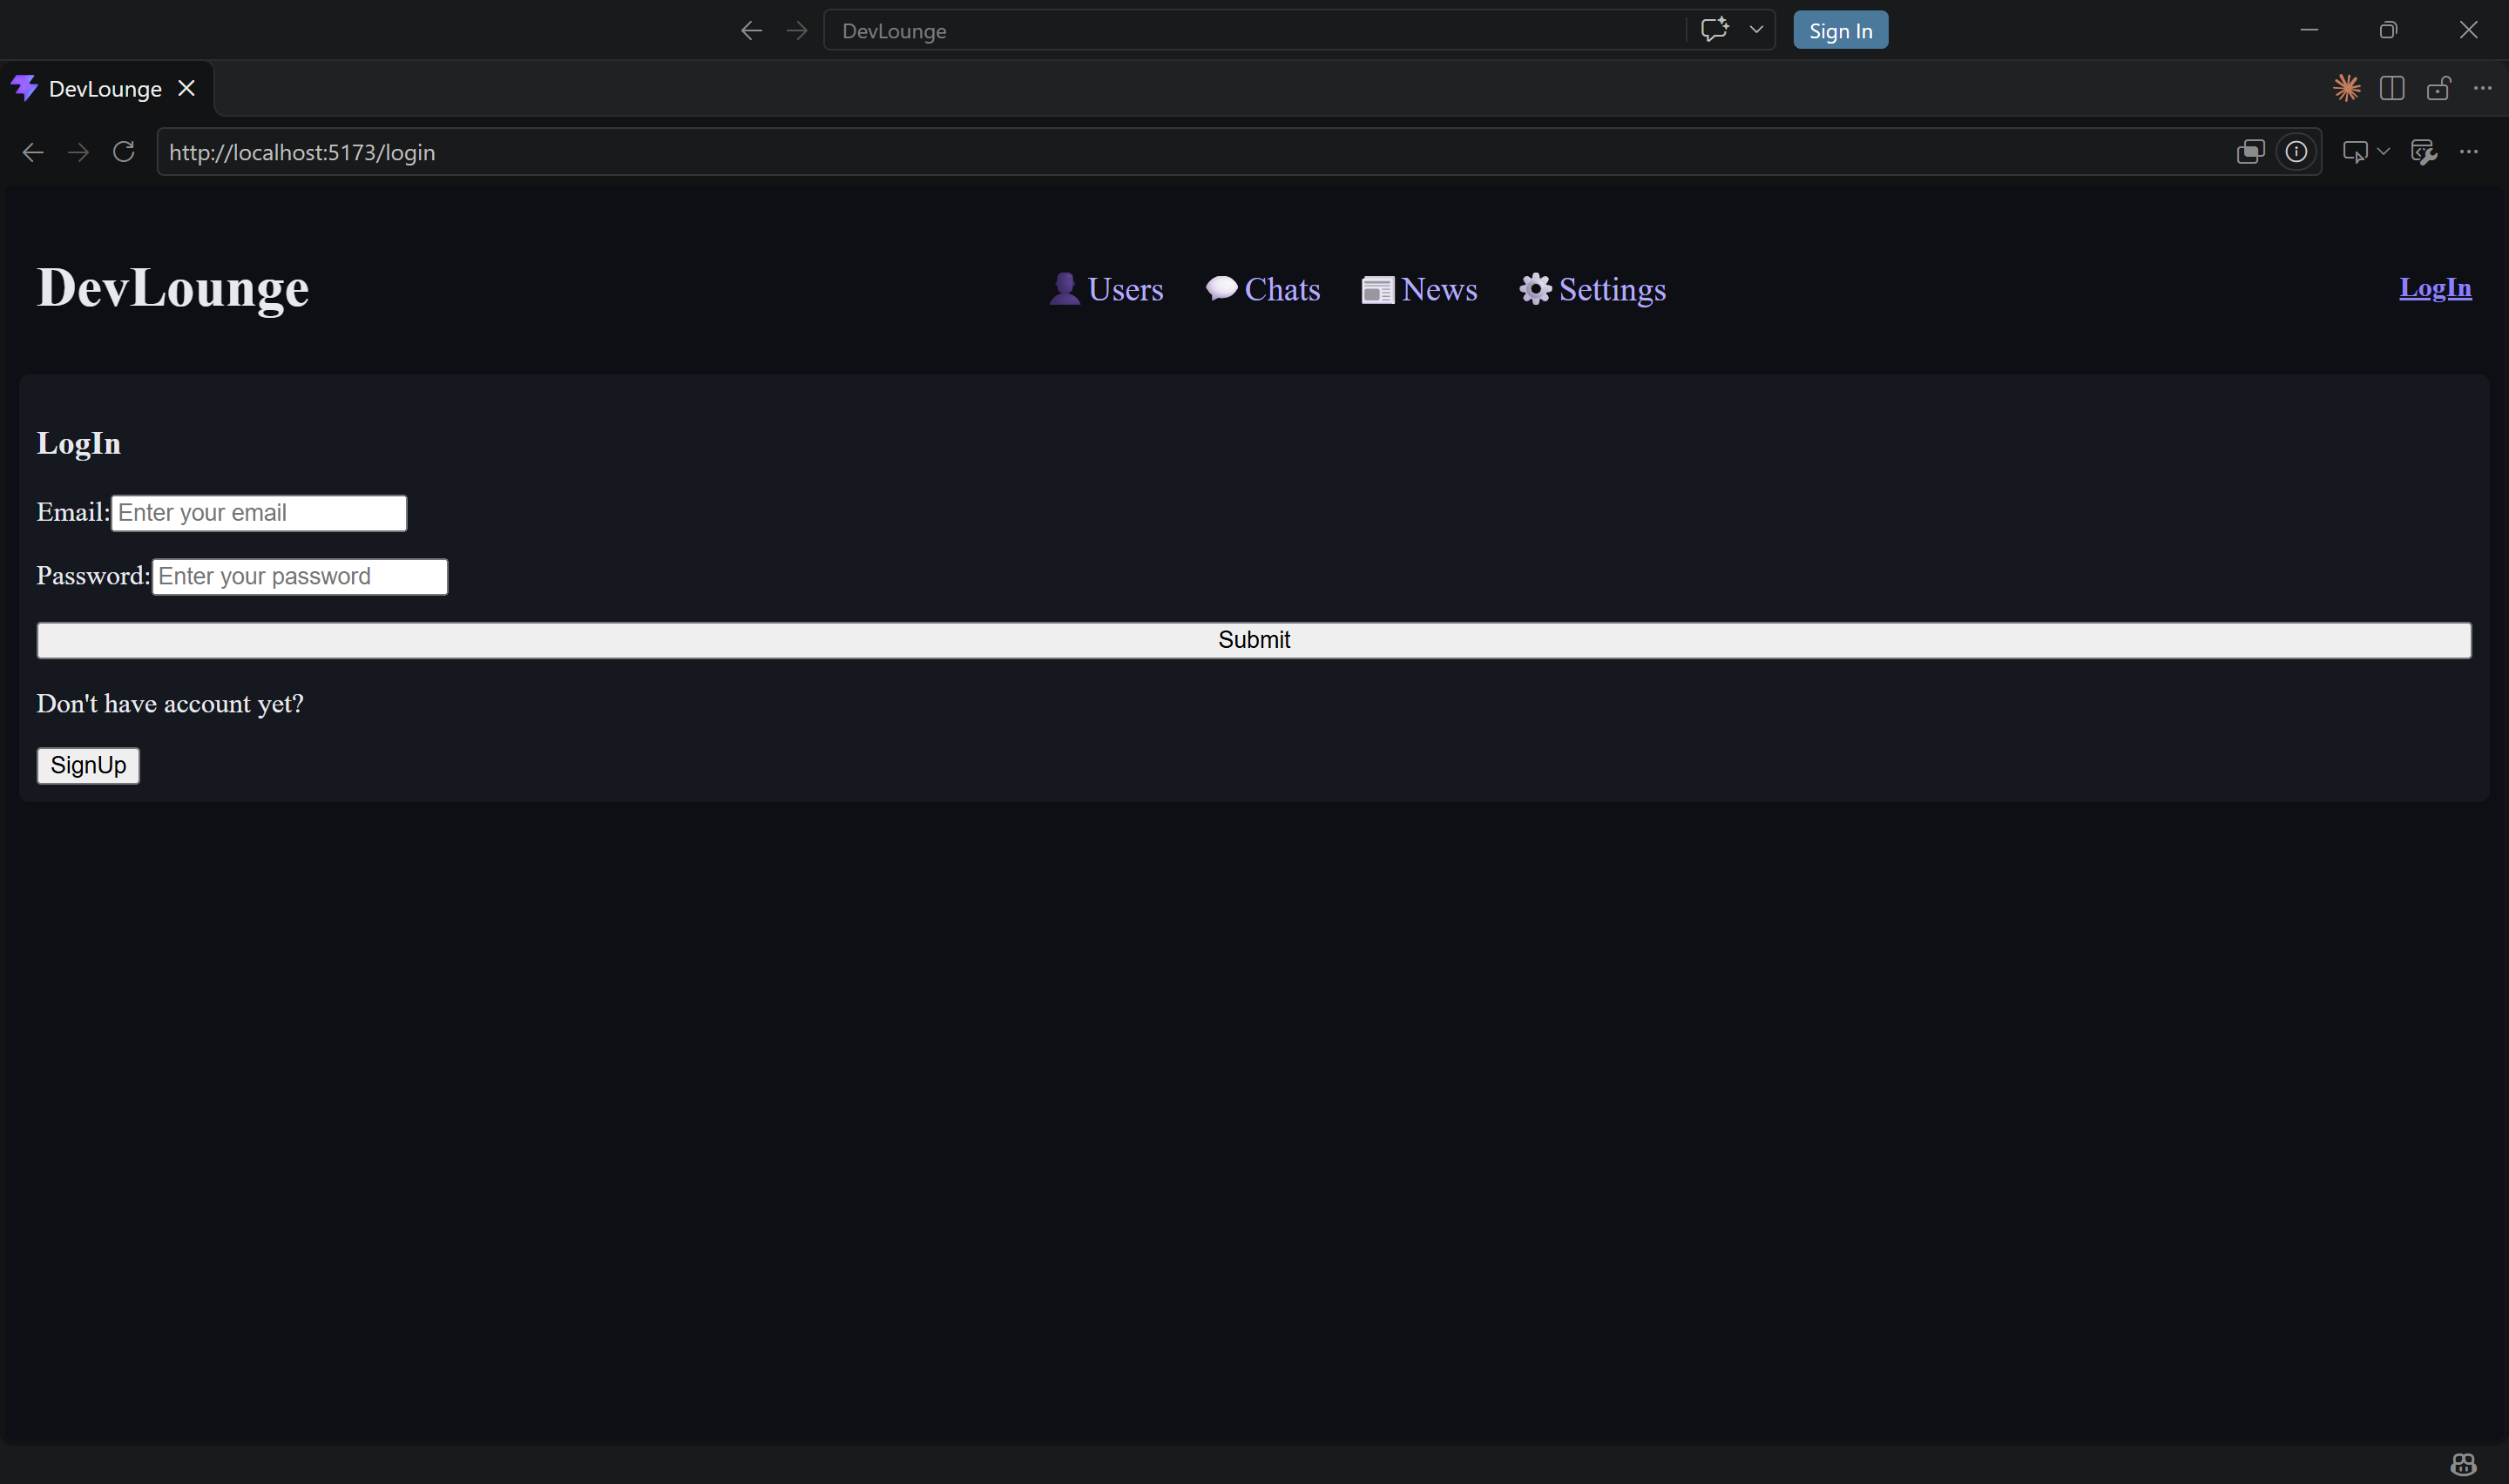 DevLounge
Sign In
DevLounge
http://localhost:5173/login
DevLounge
Users
Chats
News
Settings
LogIn
LogIn
Email:
Enter your email
Password:
Enter your password
Submit
Don't have account yet?
SignUp